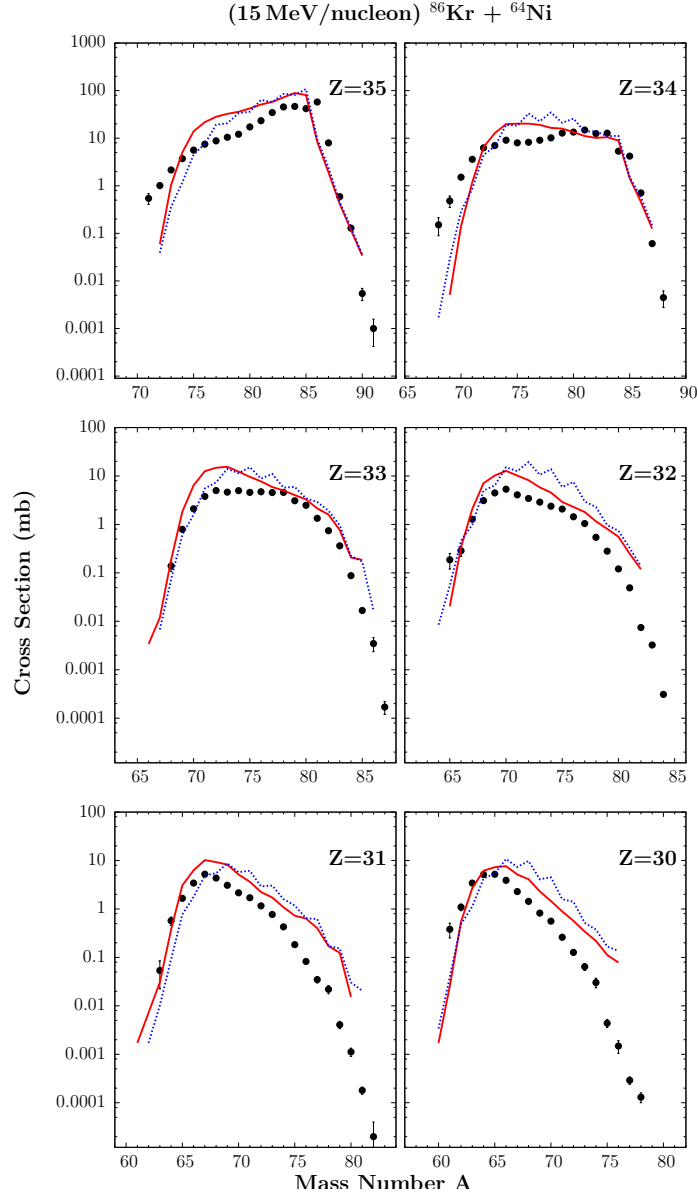 (15 MeV/nucleon) ⁸⁶Kr + ⁶⁴Ni
Z=35
Z=34
1000
100
10
1
0.1
0.01
0.001
0.0001
70 75 80 85 90
65 70 75 80 85 90
Z=33
Z=32
100
10
1
0.1
0.01
0.001
0.0001
65 70 75 80 85
65 70 75 80 85
Cross Section (mb)
Z=31
Z=30
100
10
1
0.1
0.01
0.001
0.0001
60 65 70 75 80
60 65 70 75 80
Mass Number A